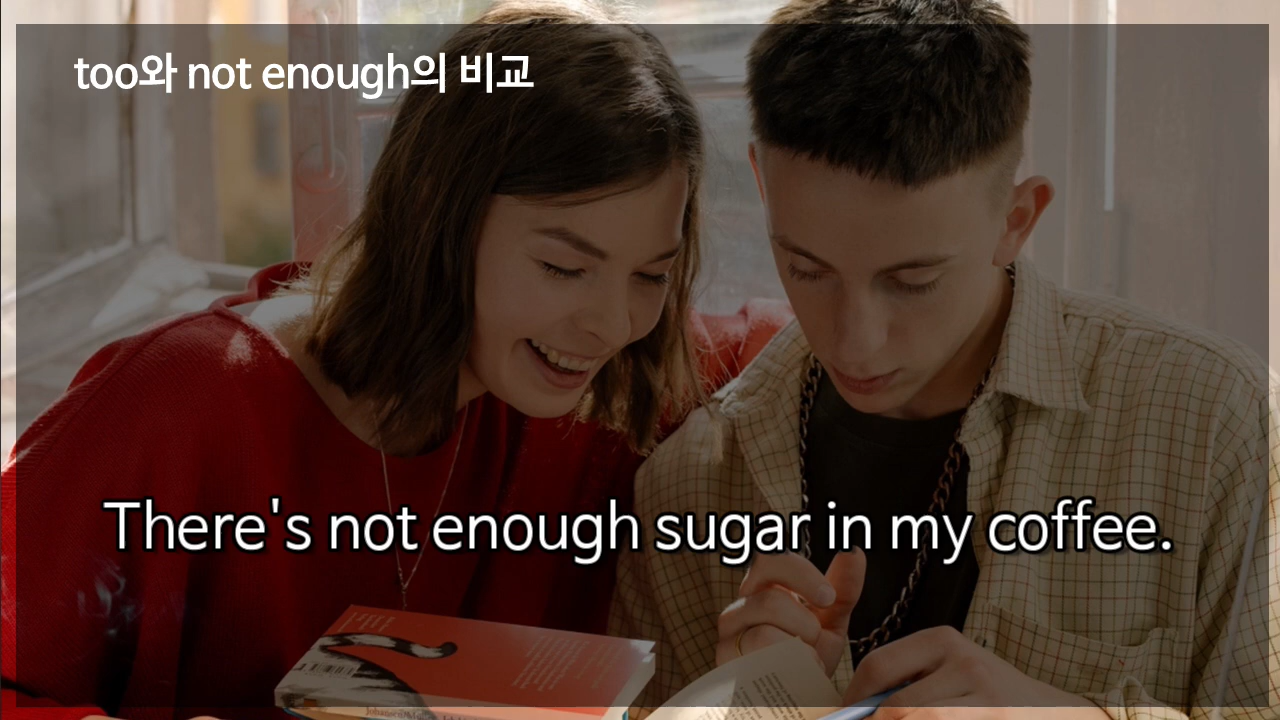 too와 not enough의 비교
There's not enough sugar in my coffee.